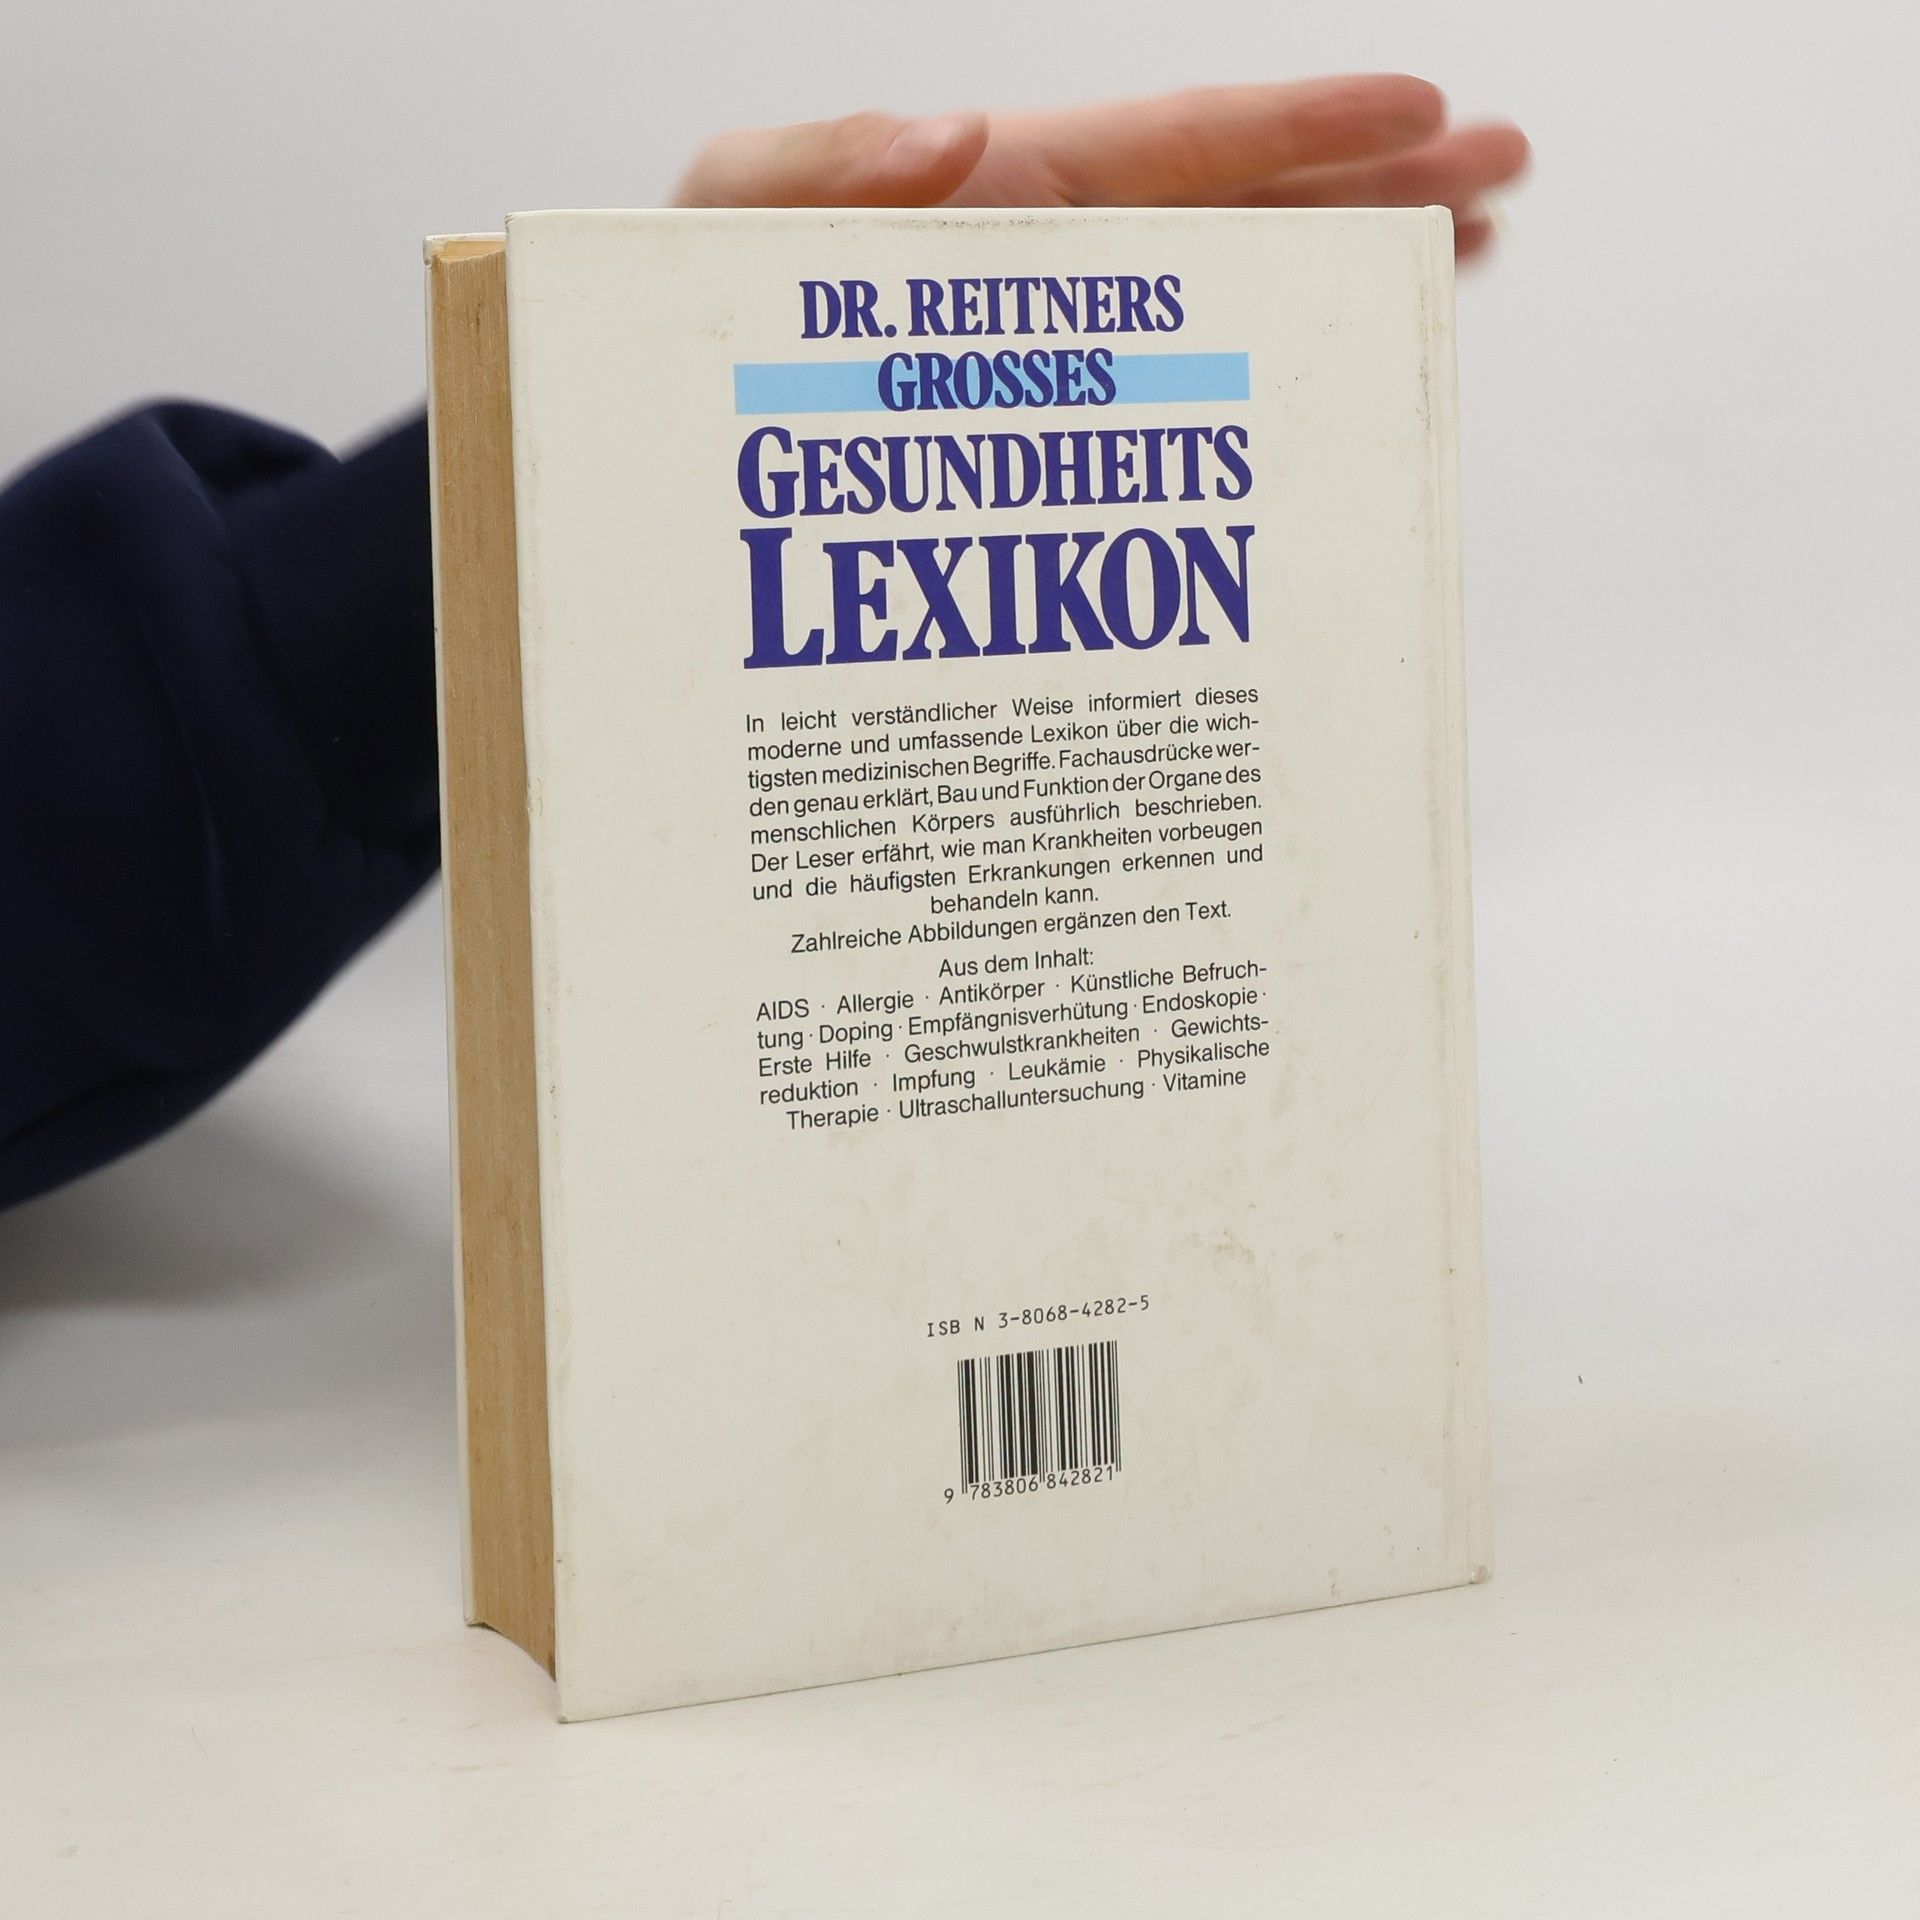 DR. REITNERS
GROSSES
GESUNDHEITS
LEXIKON
In leicht verständlicher Weise informiert dieses
moderne und umfassende Lexikon über die wich-
tigsten medizinischen Begriffe. Fachausdrücke wer-
den genau erklärt, Bau und Funktion der Organe des
menschlichen Körpers ausführlich beschrieben.
Der Leser erfährt, wie man Krankheiten vorbeugen
und die häufigsten Erkrankungen erkennen und
behandeln kann.
Zahlreiche Abbildungen ergänzen den Text.
Aus dem Inhalt:
AIDS · Allergie · Antikörper · Künstliche Befruch-
tung · Doping · Empfängnisverhütung · Endoskopie ·
Erste Hilfe · Geschwulstkrankheiten · Gewichts-
reduktion · Impfung · Leukämie · Physikalische
Therapie · Ultraschalluntersuchung · Vitamine
ISB N 3-8068-4282-5
9 783806 842821